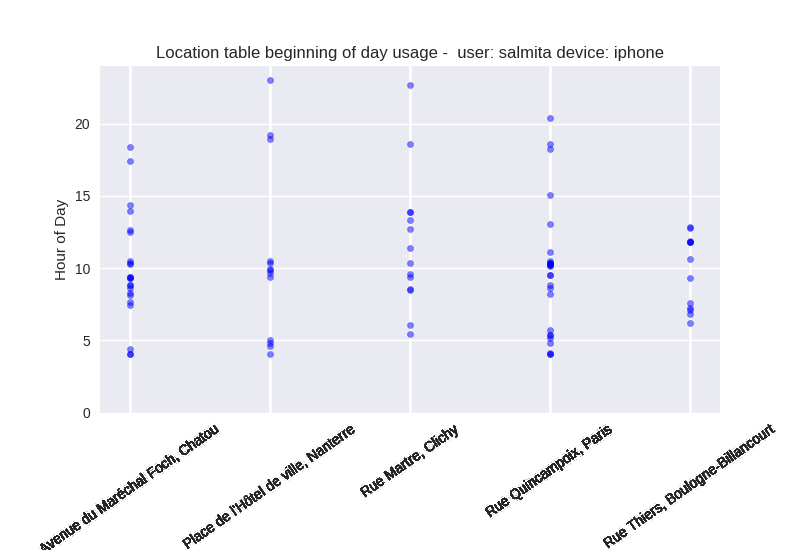 Location table beginning of day usage -  user: salmita device: iphone
Hour of Day
20
15
10
5
0
Avenue du Maréchal Foch, Chatou
Place de l'Hôtel de ville, Nanterre
Rue Martre, Clichy
Rue Quincampoix, Paris
Rue Thiers, Boulogne-Billancourt